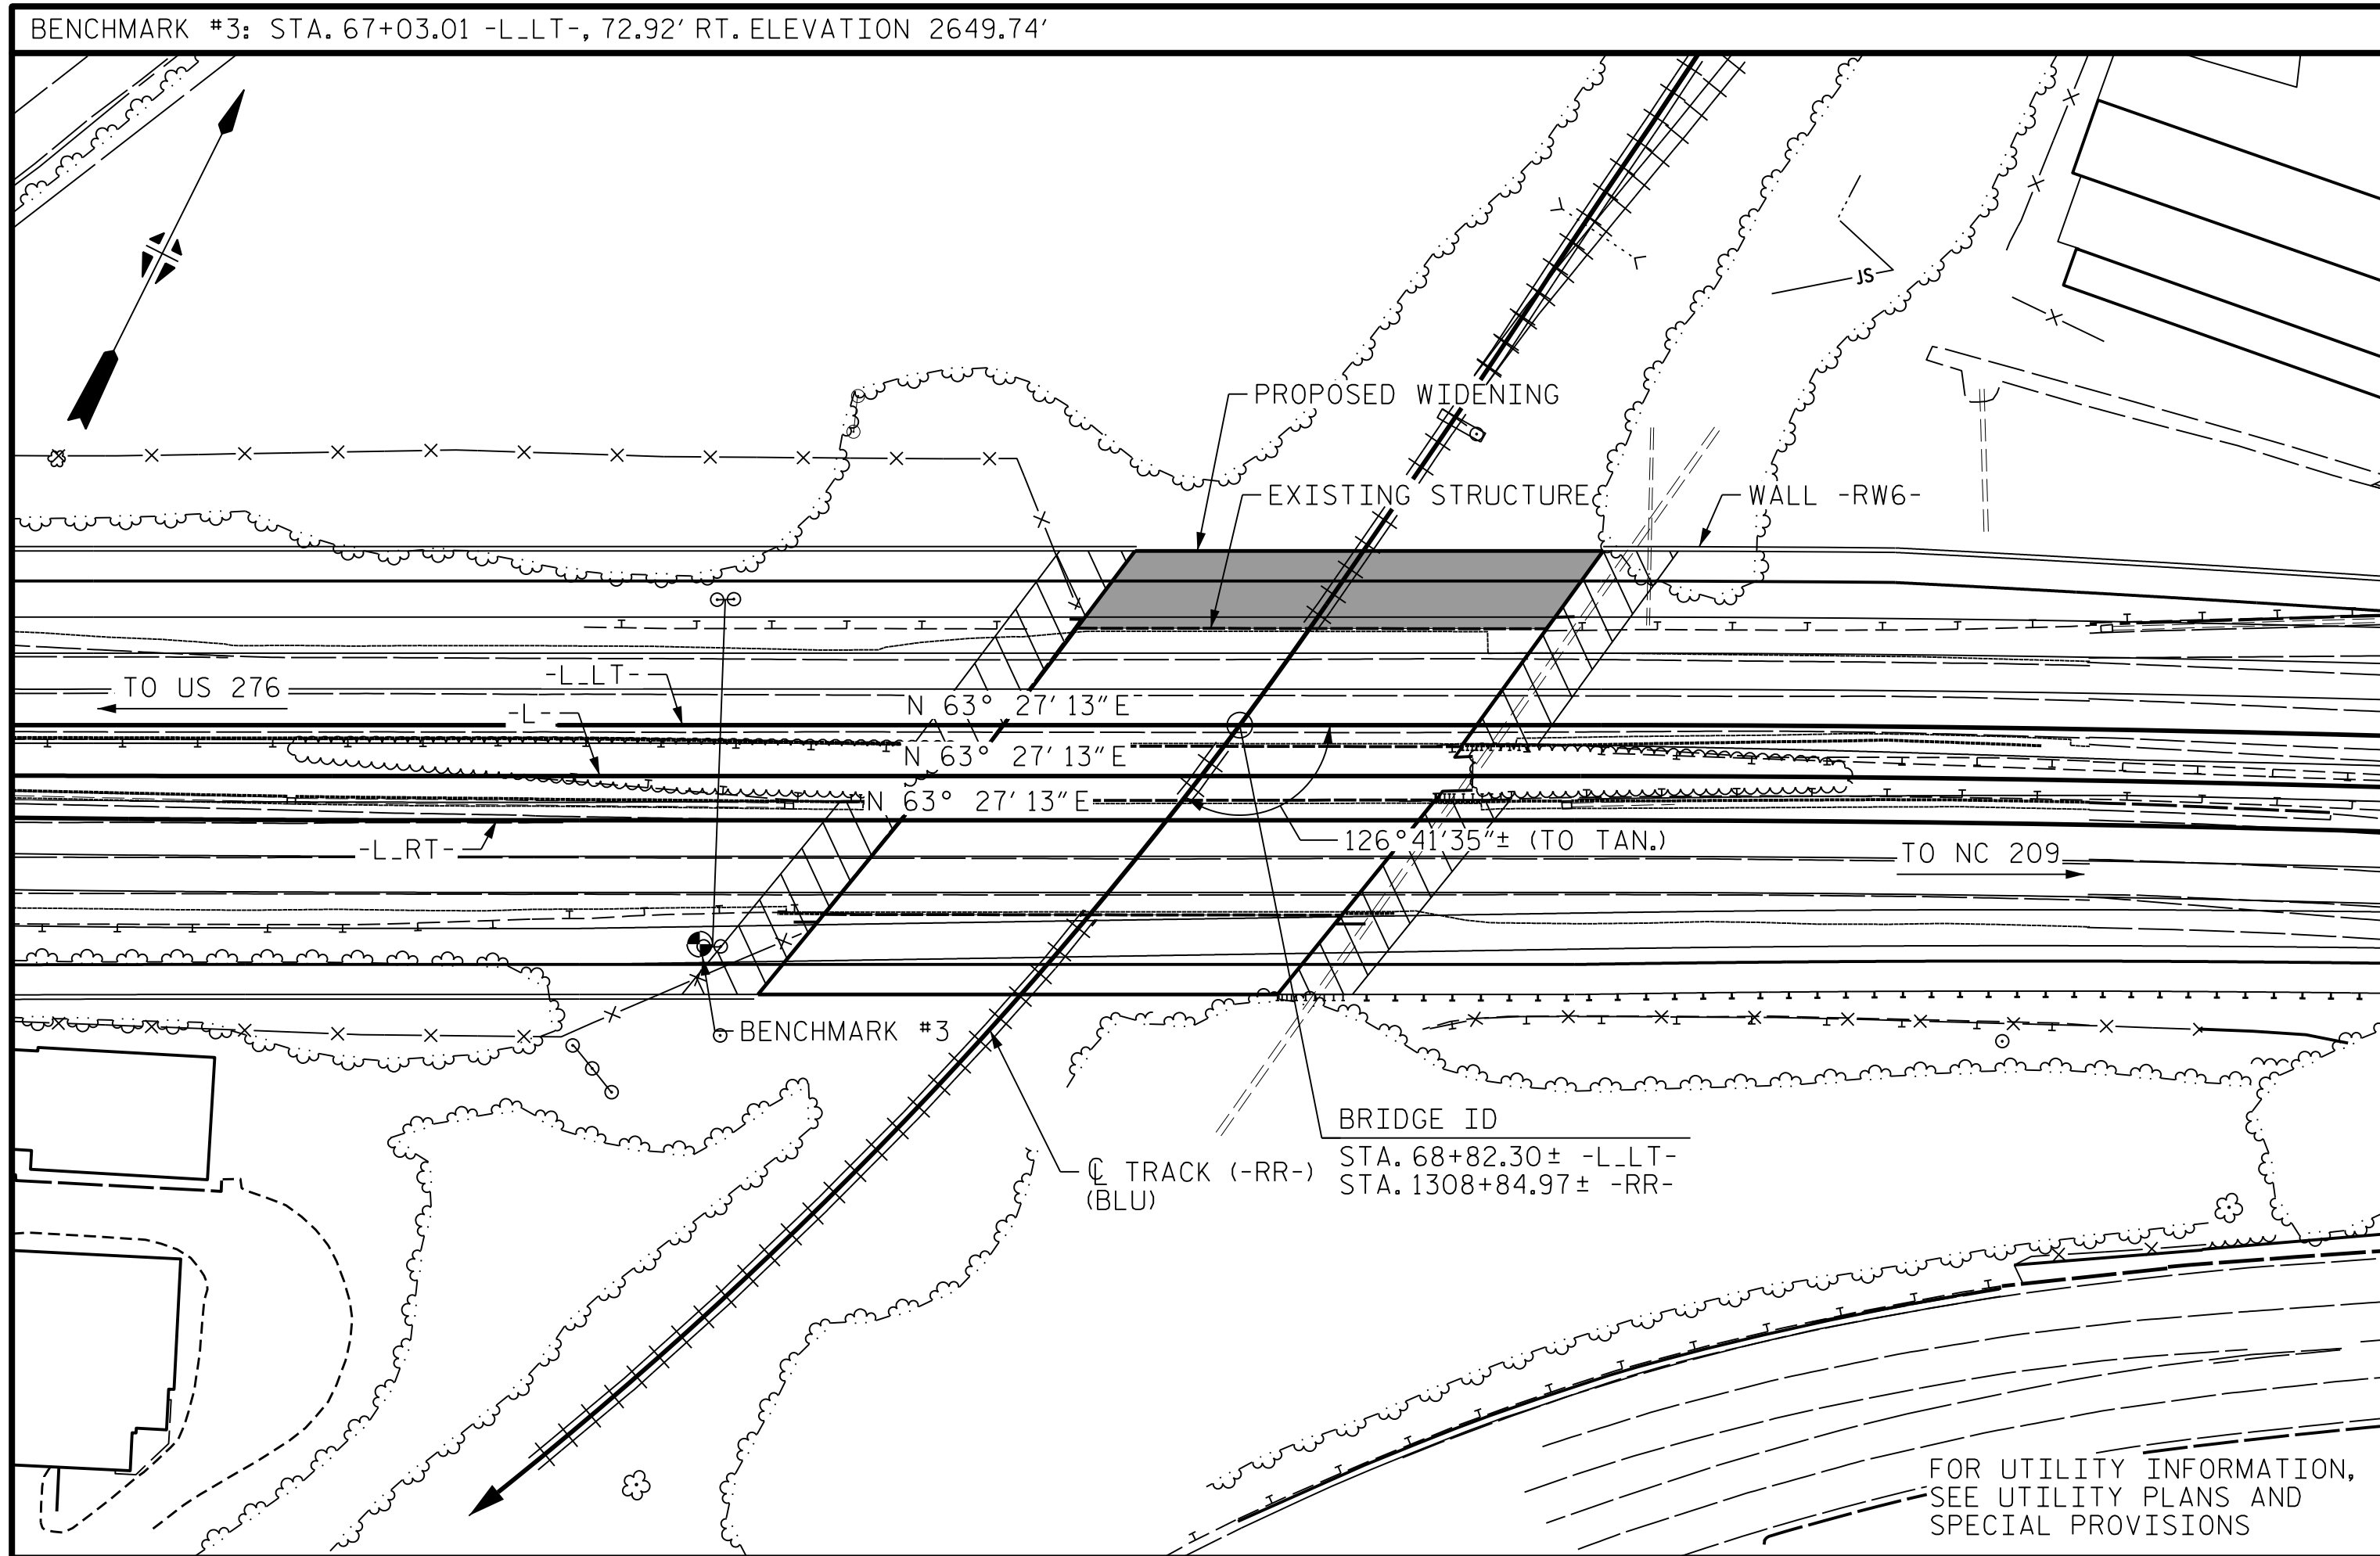 BENCHMARK #3: STA. 67+03.01 -L_LT-, 72.92' RT. ELEVATION 2649.74'
JS
PROPOSED WIDENING
EXISTING STRUCTURE
WALL -RW6-
TO US 276
-L_LT-
N 63° 27' 13" E
-L-
N 63° 27' 13" E
N 63° 27' 13" E
-L_RT-
126°41'35"± (TO TAN.)
TO NC 209
BENCHMARK #3
BRIDGE ID
STA. 68+82.30± -L_LT-
STA. 1308+84.97± -RR-
℄ TRACK (-RR-)
(BLU)
FOR UTILITY INFORMATION,
SEE UTILITY PLANS AND
SPECIAL PROVISIONS